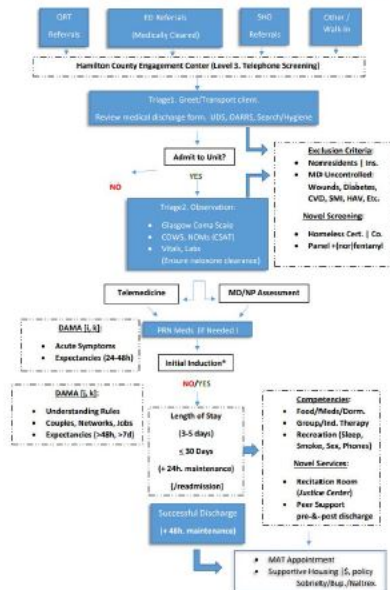 QRT
Referrals
ED Referrals
(Medically Cleared)
SHO
Referrals
Other /
Walk-In
Hamilton County Engagement Center (Level 1. Telephone Screening)
Triage1. Greet/Transport client.
Review medical discharge form. UDS, OARRS, Search/Hygiene
Admit to Unit?
NO
YES
Exclusion Criteria:
Nonresidents | Ins.
MD Uncontrolled:
Wounds, Diabetes,
CVD, SMI, HAV, Etc.
Novel Screening:
Homeless Cert. | Co.
Panel +(nor)fentanyl
Triage2. Observation:
Glasgow Coma Scale
COWS, NOMs (CSAT)
Vitals, Labs
(Ensure naloxone clearance)
Telemedicine
MD/NP Assessment
PRN Meds. (If Needed)
DAMA [i, k]:
Acute Symptoms
Expectancies (24-48h)
Initial Induction*
NO/YES
DAMA [j, k]:
Understanding Rules
Couples, Networks, Jobs
Expectancies (>48h, >7d)
Length of Stay
(3-5 days)
≤ 30 Days
(+ 24h. maintenance)
[/readmission]
Competencies:
Food/Meds/Dorm.
Group/Ind. Therapy
Recreation (Sleep,
Smoke, Sex, Phones)
Novel Services:
Recitation Room
(Justice Center)
Peer Support
pre-&-post discharge
Successful Discharge
(+ 48h. maintenance)
MAT Appointment
Supportive Housing |$, policy
Sobriety/Bup./Naltrex.